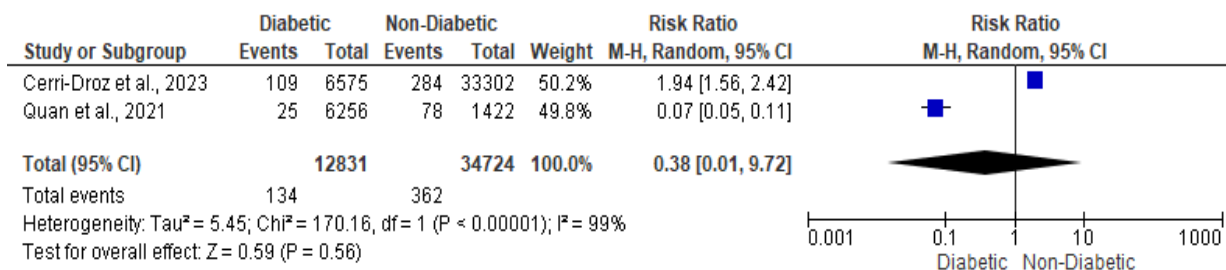 Diabetic Non-Diabetic Risk Ratio Risk Ratio
Study or Subgroup Events Total Events Total Weight M-H, Random, 95% CI M-H, Random, 95% CI
Cerri-Droz et al., 2023 109 6575 284 33302 50.2% 1.94 [1.56, 2.42]
Quan et al., 2021 25 6256 78 1422 49.8% 0.07 [0.05, 0.11]
Total (95% CI) 12831 34724 100.0% 0.38 [0.01, 9.72]
Total events 134 362
Heterogeneity: Tau² = 5.45; Chi² = 170.16, df = 1 (P < 0.00001); I² = 99%
Test for overall effect: Z = 0.59 (P = 0.56)
0.001 0.1 1 10 1000
Diabetic Non-Diabetic